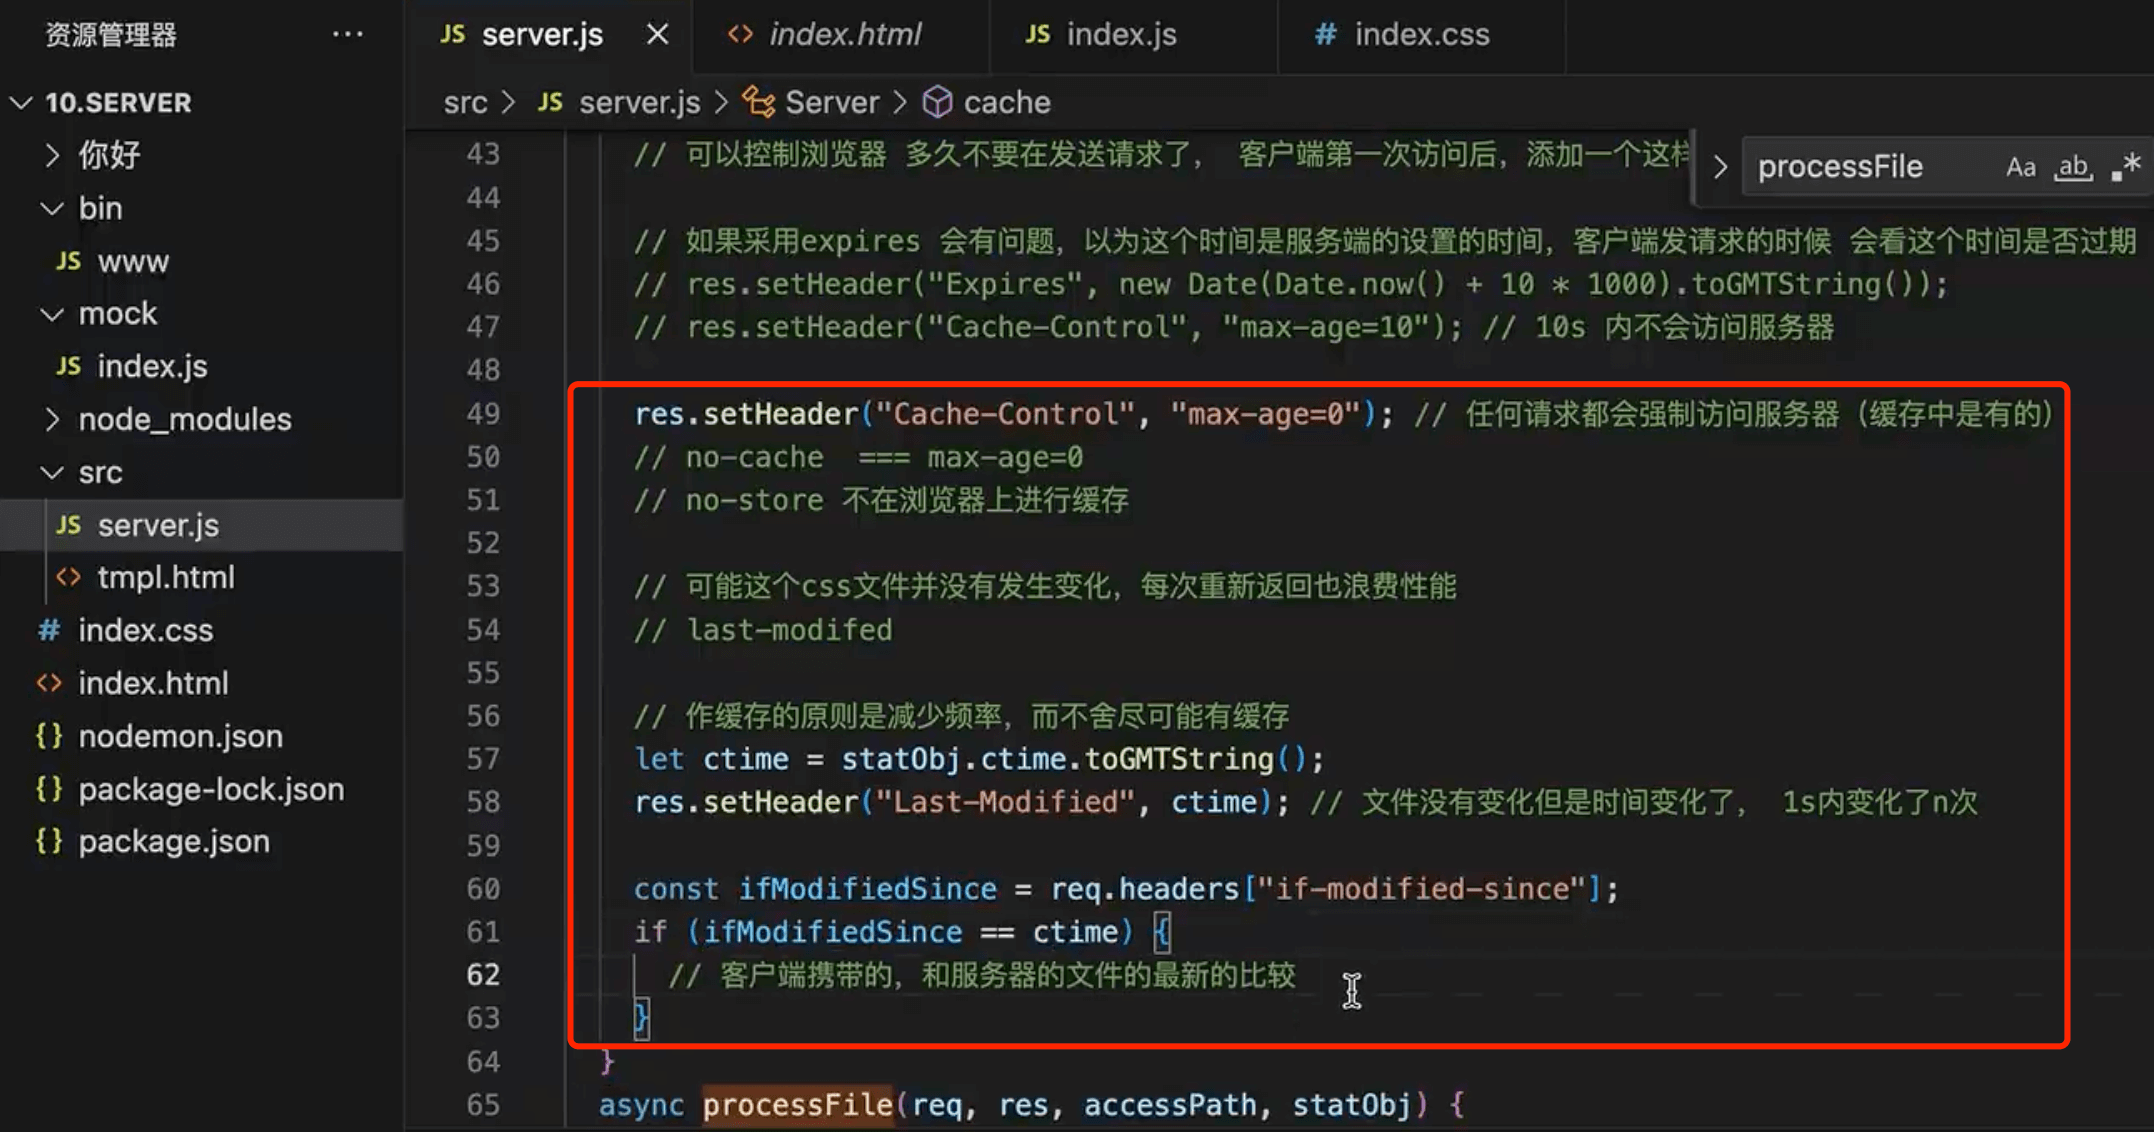 资源管理器 ···
10.SERVER
你好
bin
JS www
mock
JS index.js
node_modules
src
JS server.js
<> tmpl.html
# index.css
<> index.html
{} nodemon.json
{} package-lock.json
{} package.json
JS server.js
<> index.html
JS index.js
# index.css
src > JS server.js > Server > cache
processFile Aa ab
43 // 可以控制浏览器 多久不要在发送请求了， 客户端第一次访问后，添加一个这样
44
45 // 如果采用expires 会有问题，以为这个时间是服务端的设置的时间，客户端发请求的时候 会看这个时间是否过期
46 // res.setHeader("Expires", new Date(Date.now() + 10 * 1000).toGMTString());
47 // res.setHeader("Cache-Control", "max-age=10"); // 10s 内不会访问服务器
48
49 res.setHeader("Cache-Control", "max-age=0"); // 任何请求都会强制访问服务器（缓存中是有的）
50 // no-cache === max-age=0
51 // no-store 不在浏览器上进行缓存
52
53 // 可能这个css文件并没有发生变化，每次重新返回也浪费性能
54 // last-modifed
55
56 // 作缓存的原则是减少频率，而不舍尽可能有缓存
57 let ctime = statObj.ctime.toGMTString();
58 res.setHeader("Last-Modified", ctime); // 文件没有变化但是时间变化了， 1s内变化了n次
59
60 const ifModifiedSince = req.headers["if-modified-since"];
61 if (ifModifiedSince == ctime) {
62 // 客户端携带的，和服务器的文件的最新的比较
63 }
64 }
65 async processFile(req, res, accessPath, statObj) {